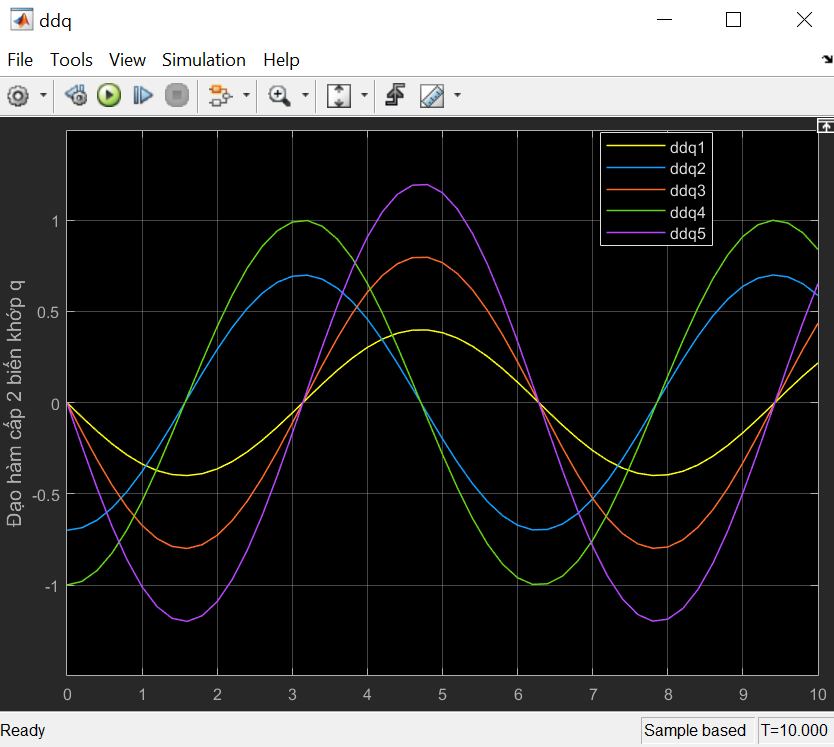 ddq
File Tools View Simulation Help
ddq1
ddq2
ddq3
ddq4
ddq5
Đạo hàm cấp 2 biến khớp q
1
0.5
0
-0.5
-1
0 1 2 3 4 5 6 7 8 9 10
Ready
Sample based T=10.000